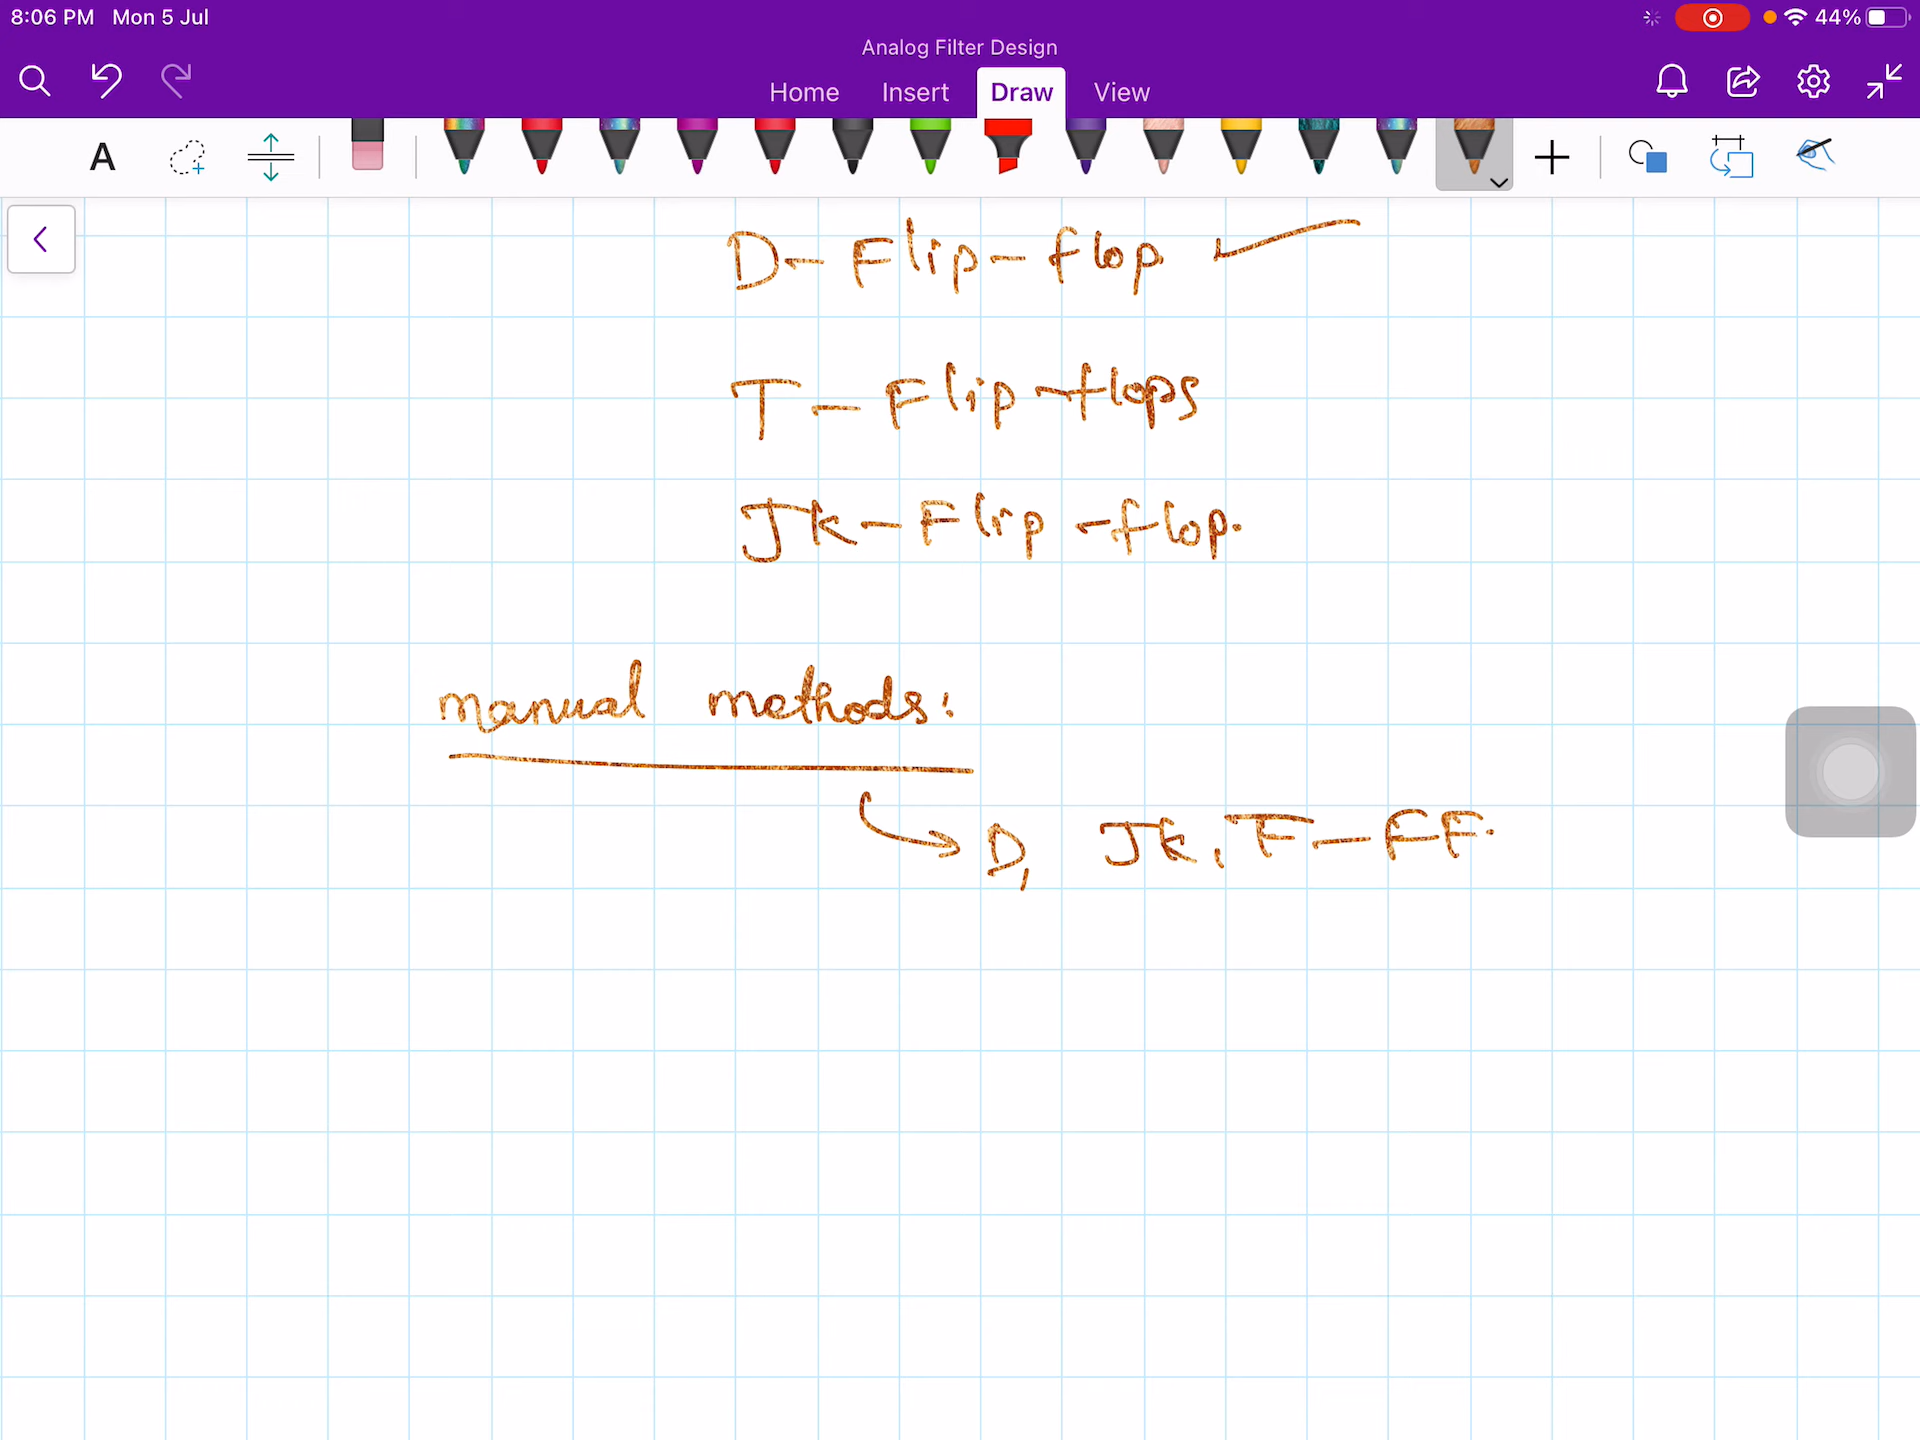 8:06 PM Mon 5 Jul 44%
Analog Filter Design
Home Insert Draw View
A
D- Flip- flop
T - Flip -flops
JK - Flip -flop.
manual methods:
D, JK, T - FF.